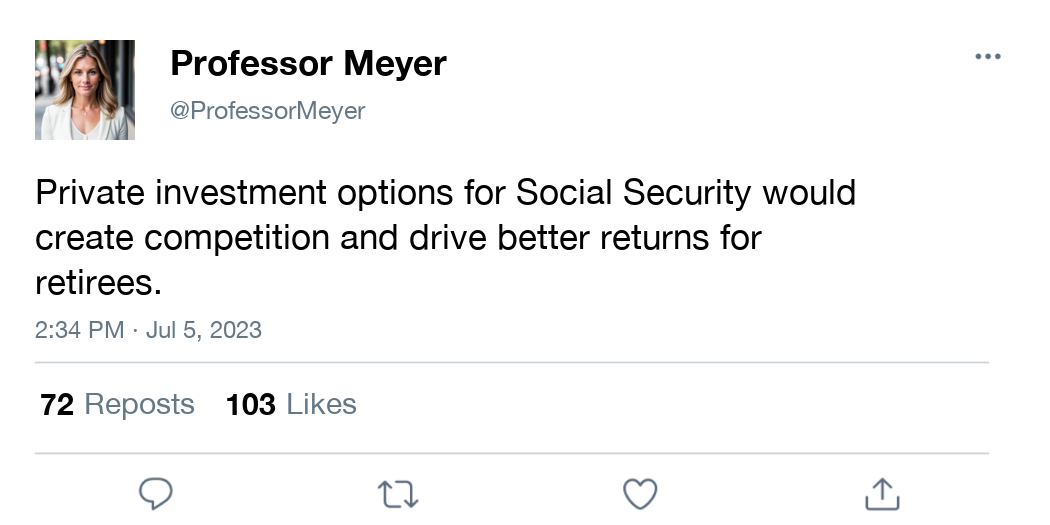 Professor Meyer
@ProfessorMeyer
Private investment options for Social Security would
create competition and drive better returns for
retirees.
2:34 PM · Jul 5, 2023
72 Reposts 103 Likes